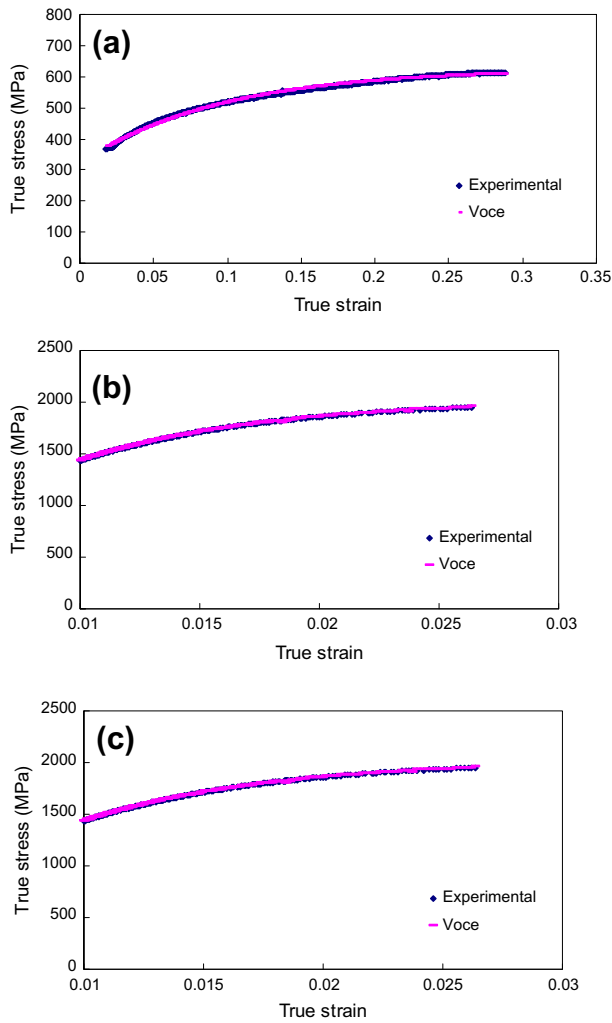 (a)
True stress (MPa)
800
700
600
500
400
300
200
100
0
Experimental
Voce
0 0.05 0.1 0.15 0.2 0.25 0.3 0.35
True strain
(b)
True stress (MPa)
2500
2000
1500
1000
500
0
Experimental
Voce
0.01 0.015 0.02 0.025 0.03
True strain
(c)
True stress (MPa)
2500
2000
1500
1000
500
0
Experimental
Voce
0.01 0.015 0.02 0.025 0.03
True strain